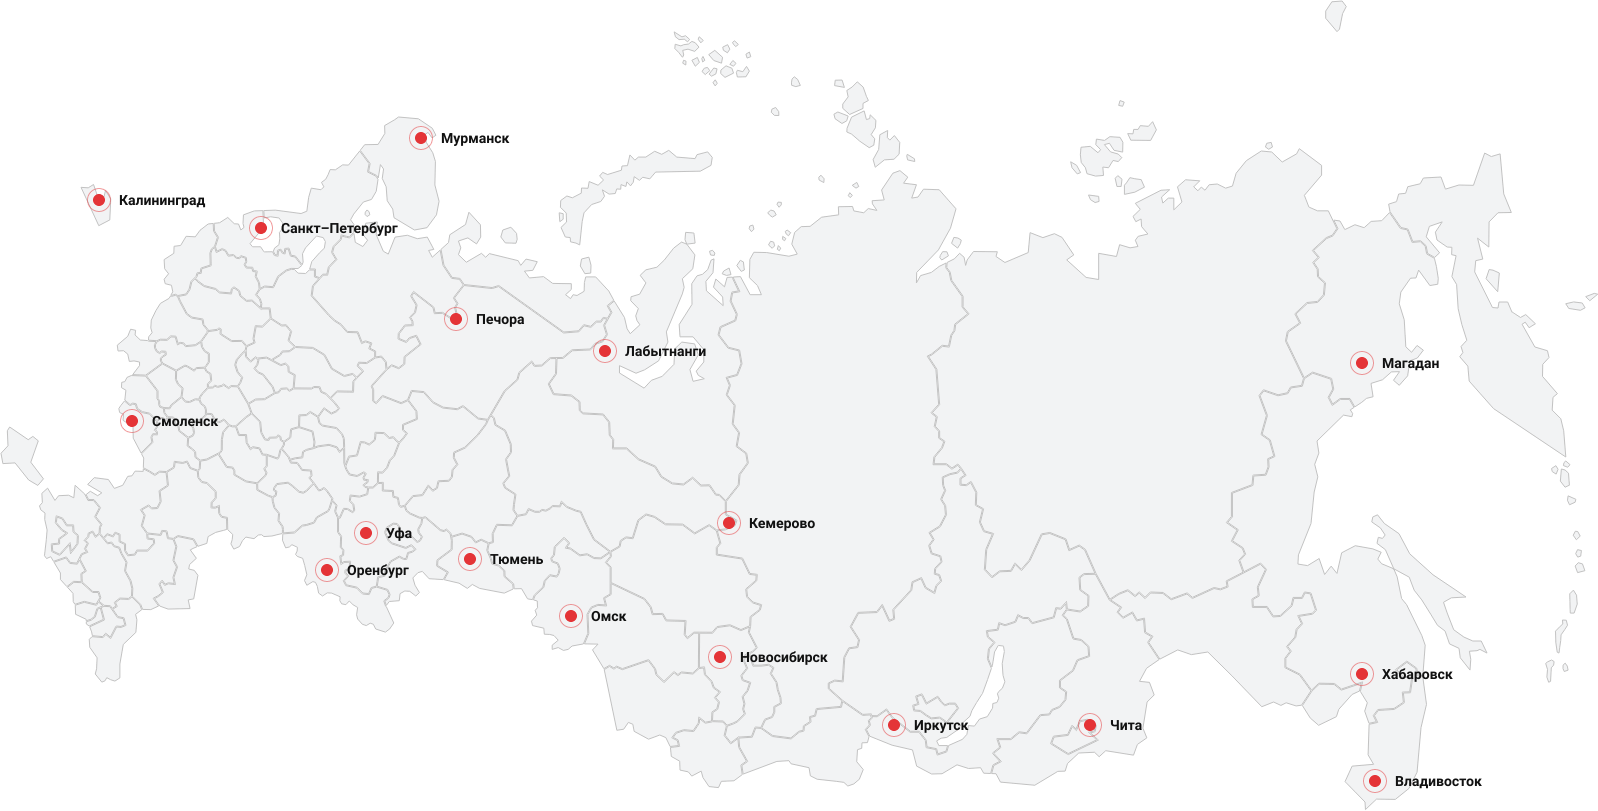 Мурманск
Калининград
Санкт–Петербург
Печора
Лабытнанги
Магадан
Смоленск
Кемерово
Уфа
Тюмень
Оренбург
Омск
Новосибирск
Хабаровск
Иркутск
Чита
Владивосток